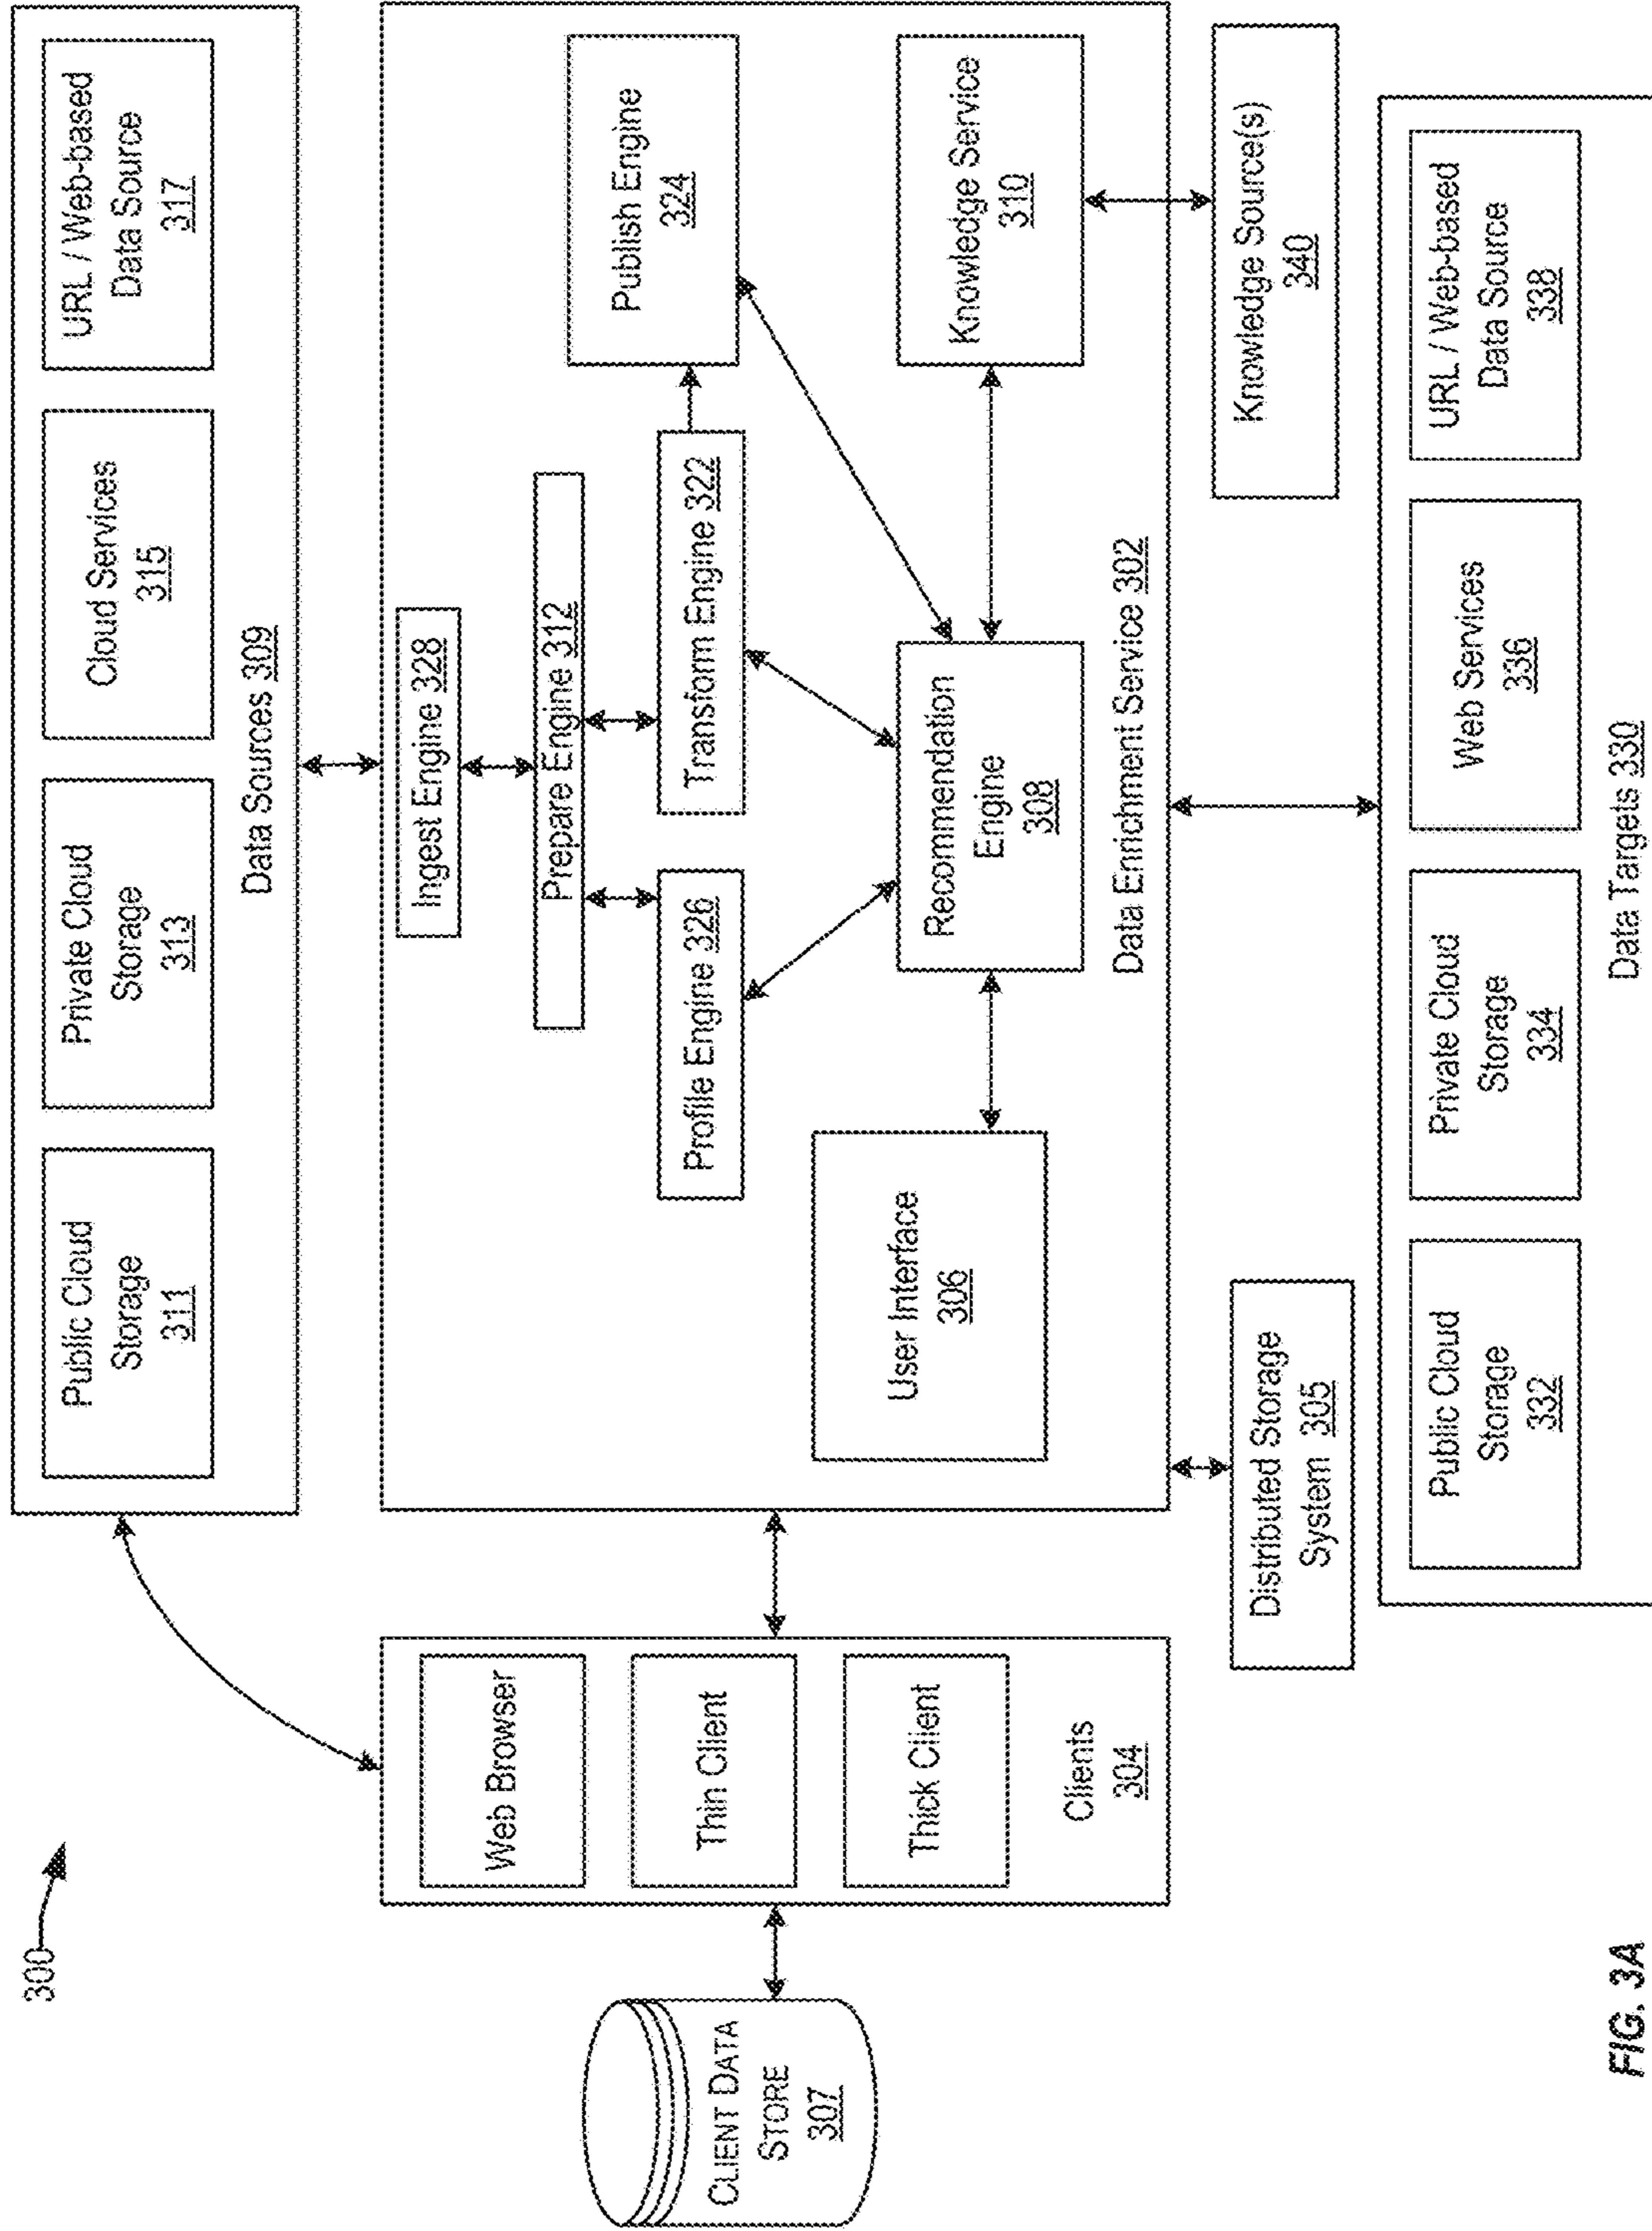 300
Public Cloud
Storage
311
Private Cloud
Storage
313
Cloud Services
315
URL / Web-based
Data Source
317
Data Sources 309
CLIENT DATA
STORE
307
Web Browser
Thin Client
Thick Client
Clients
304
Ingest Engine 328
Prepare Engine 312
Profile Engine 326
Transform Engine 322
Publish Engine
324
User Interface
306
Recommendation
Engine
308
Knowledge Service
310
Data Enrichment Service 302
Distributed Storage
System 305
Knowledge Source(s)
340
Public Cloud
Storage
332
Private Cloud
Storage
334
Web Services
336
URL / Web-based
Data Source
338
Data Targets 330
FIG. 3A